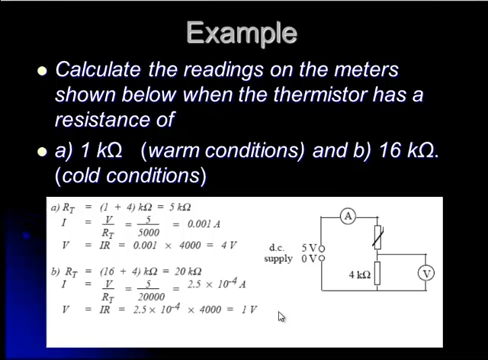 Example
Calculate the readings on the meters
shown below when the thermistor has a
resistance of
a) 1 kΩ (warm conditions) and b) 16 kΩ.
(cold conditions)
a) R_T = (1 + 4) kΩ = 5 kΩ
I = V/R_T = 5/5000 = 0.001 A
V = IR = 0.001 × 4000 = 4 V
b) R_T = (16 + 4) kΩ = 20 kΩ
I = V/R_T = 5/20000 = 2.5 × 10⁻⁴ A
V = IR = 2.5 × 10⁻⁴ × 4000 = 1 V
A
d.c. 5 V
supply 0 V
4 kΩ
V